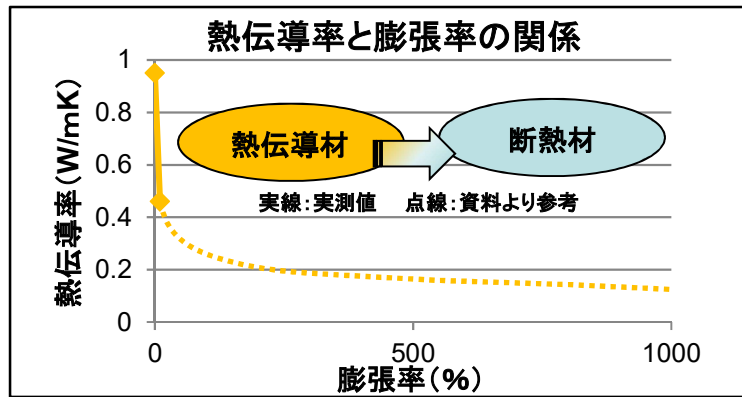 熱伝導率と膨張率の関係
熱伝導率(W/mK)
1
0.8
0.6
0.4
0.2
0
熱伝導材
断熱材
実線:実測値 点線:資料より参考
0
500
1000
膨張率(%)